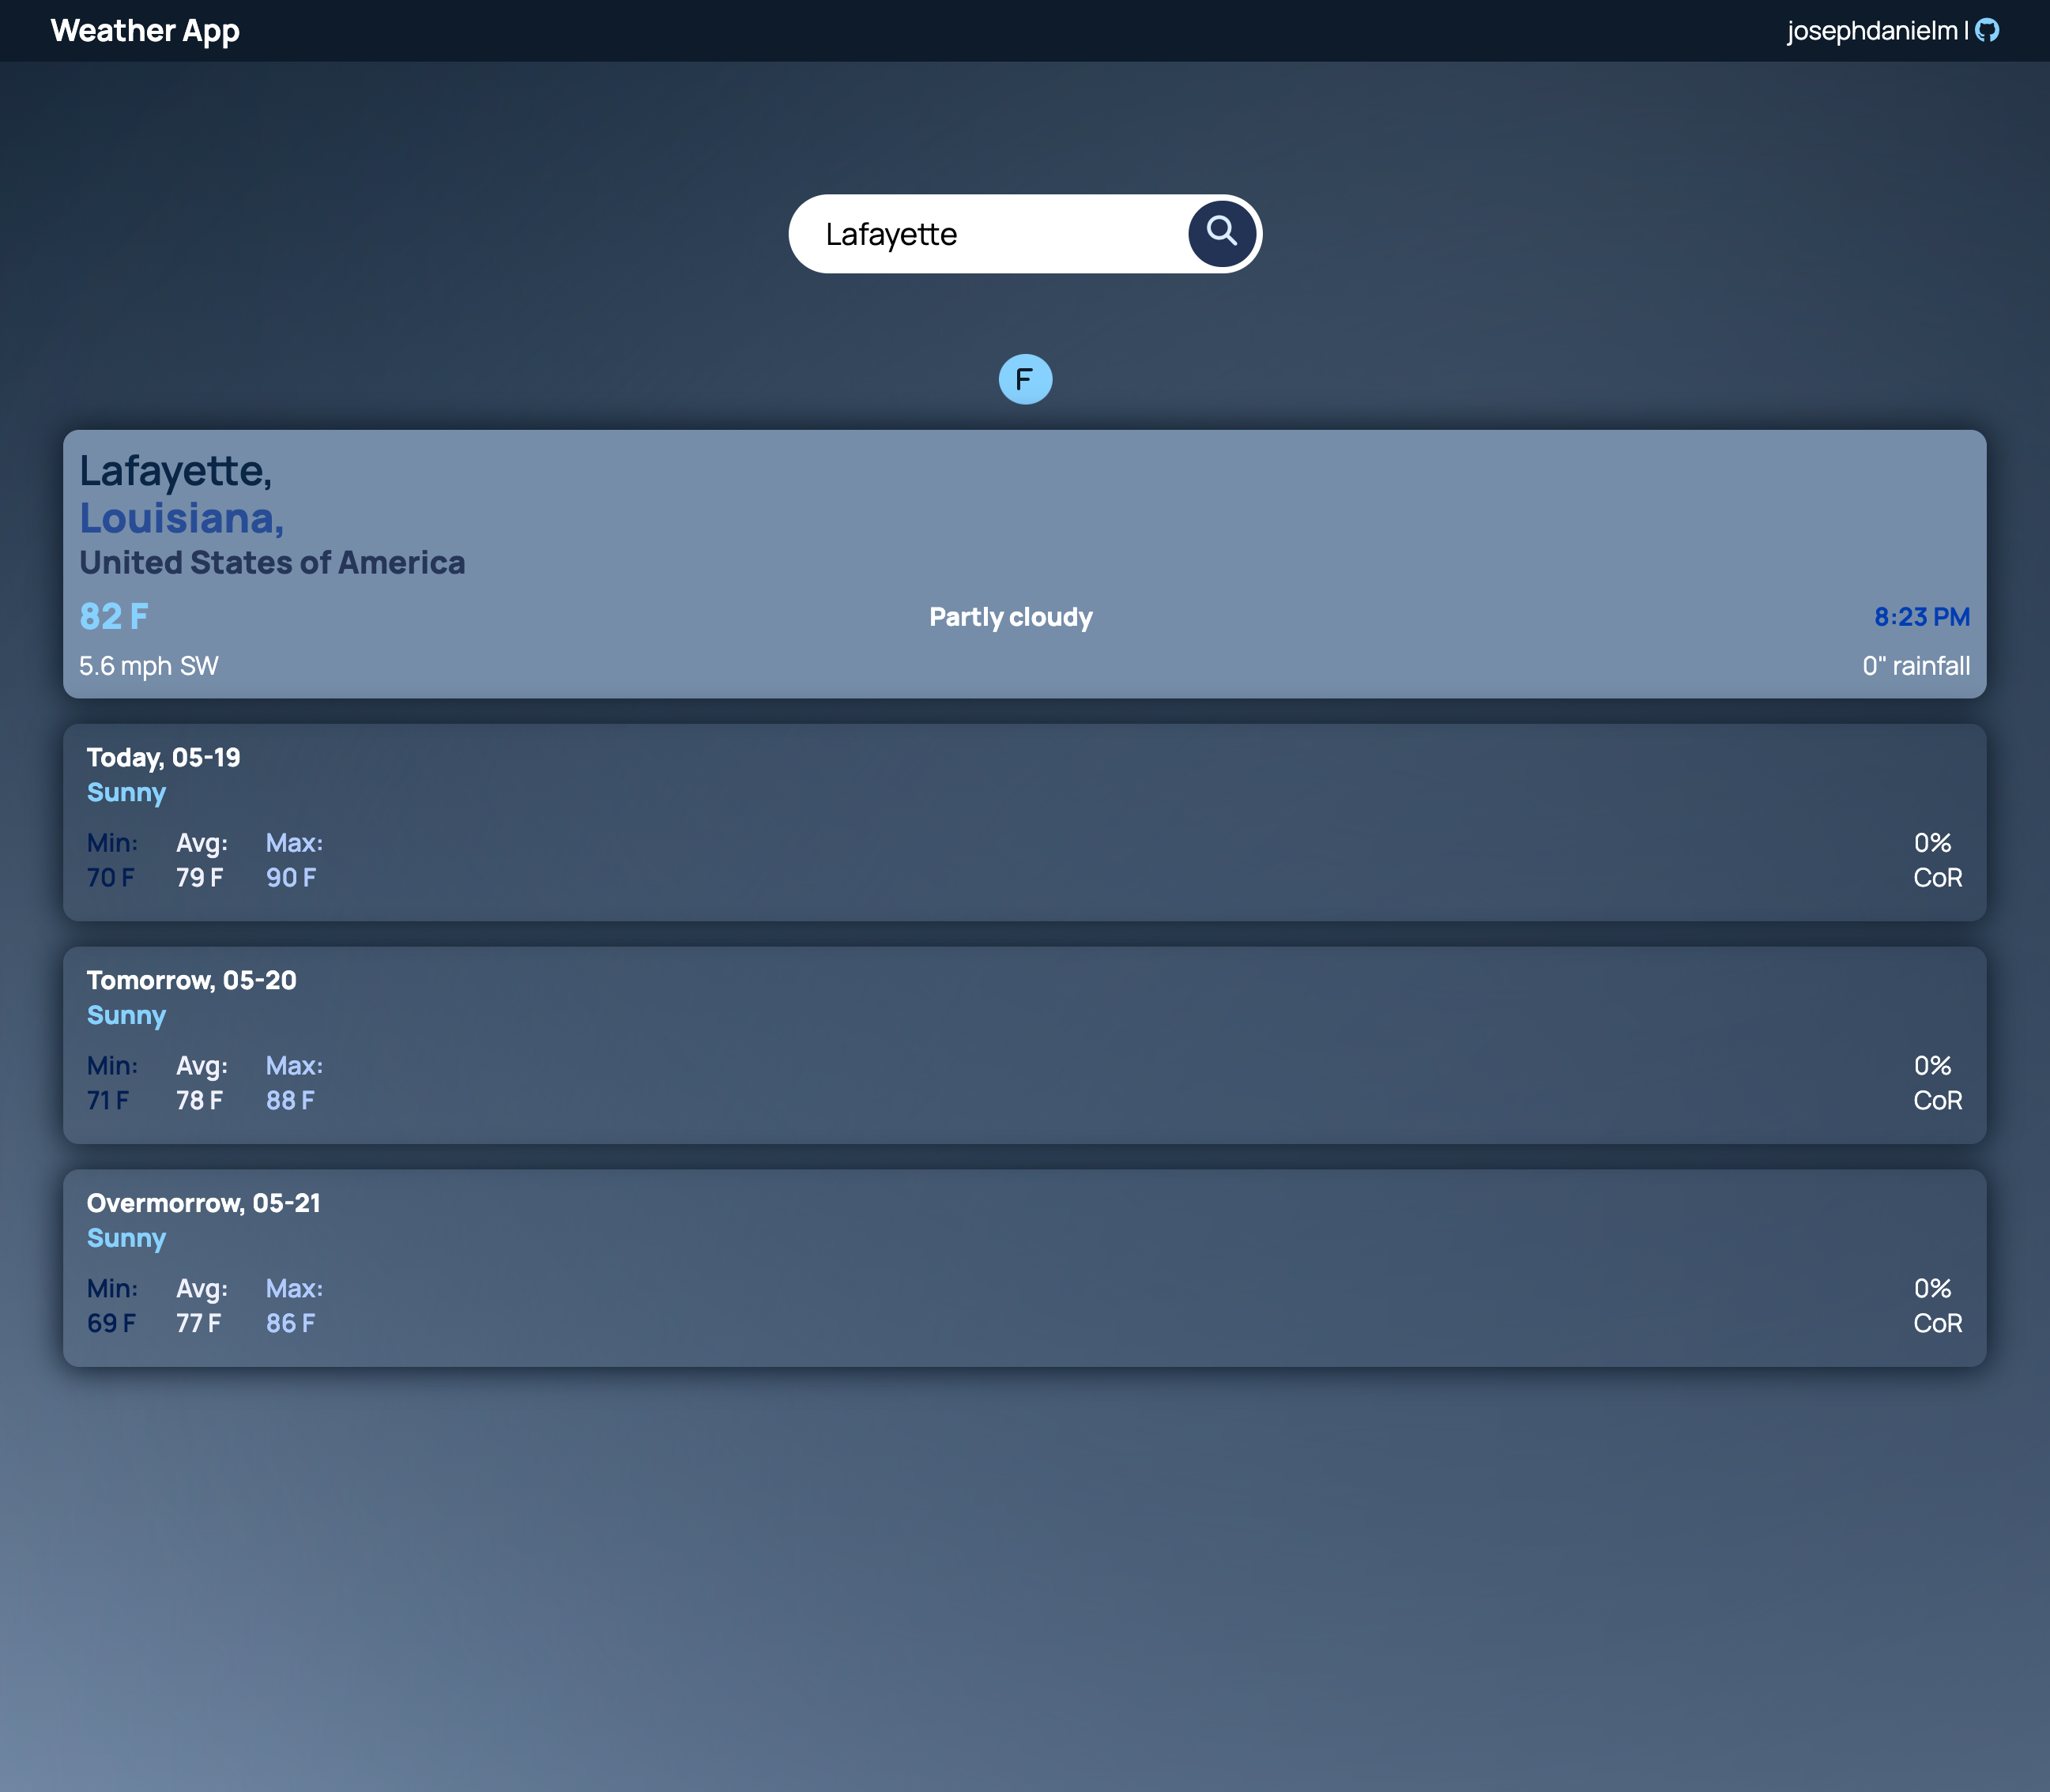 Weather App
josephdanielm |
Lafayette
F
Lafayette,
Louisiana,
United States of America
82 F
Partly cloudy
8:23 PM
5.6 mph SW
0" rainfall
Today, 05-19
Sunny
Min: Avg: Max:
70 F 79 F 90 F
0%
CoR
Tomorrow, 05-20
Sunny
Min: Avg: Max:
71 F 78 F 88 F
0%
CoR
Overmorrow, 05-21
Sunny
Min: Avg: Max:
69 F 77 F 86 F
0%
CoR